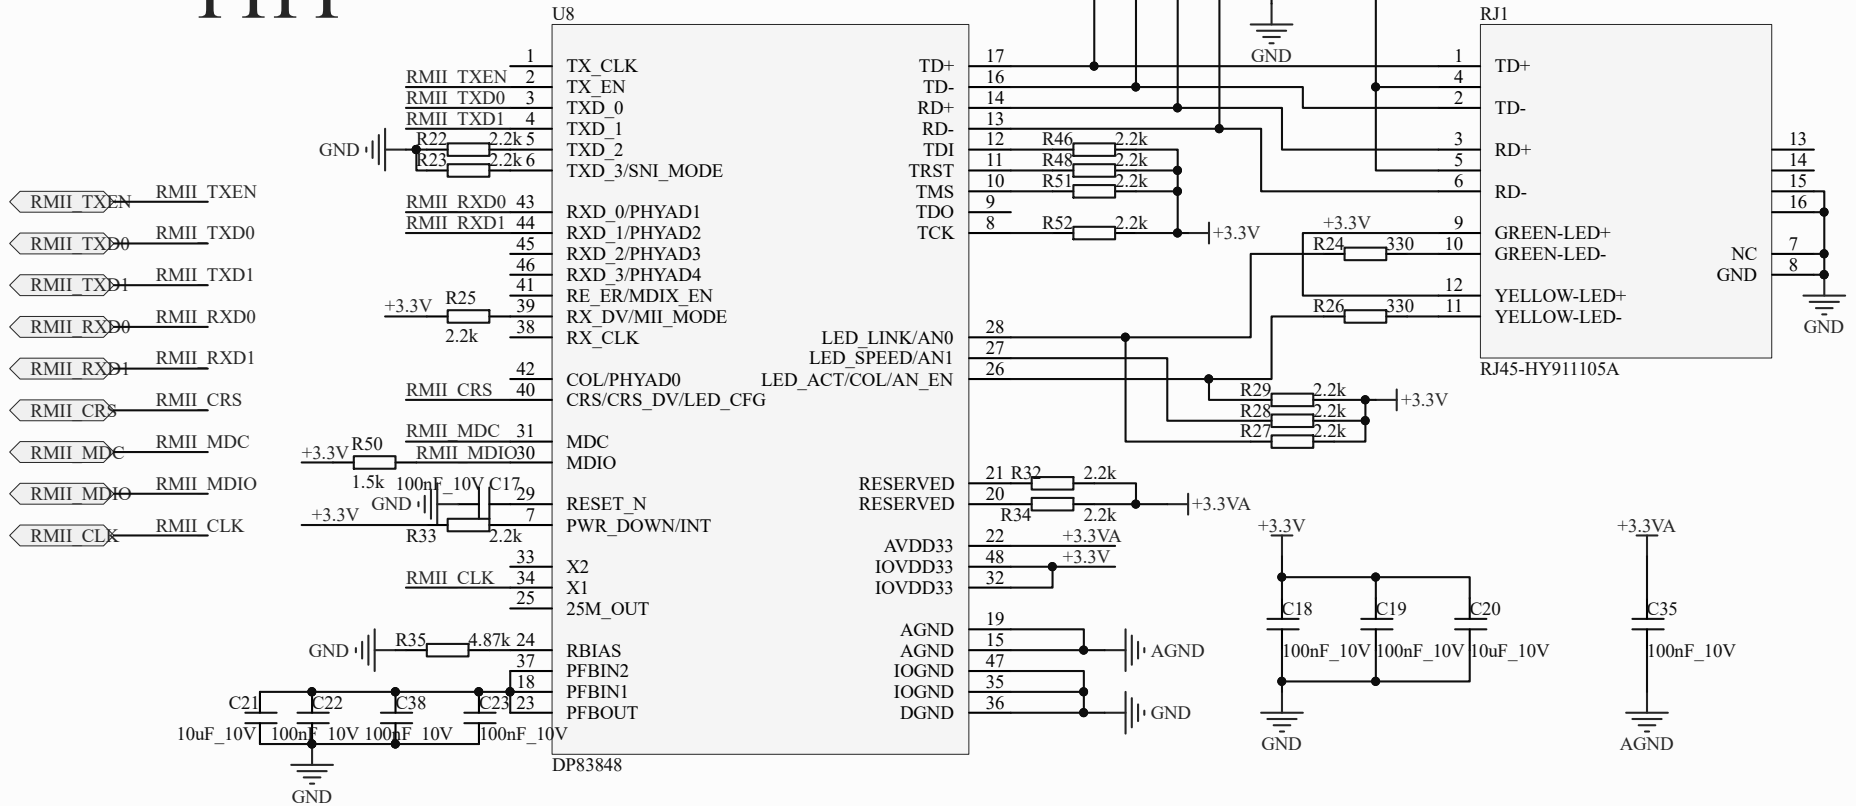 U8
RJ1
GND
1 TX_CLK TD+ 17 1 TD+
RMII_TXEN 2 TX_EN TD- 16 4
RMII_TXD0 3 TXD_0 RD+ 14 2 TD-
RMII_TXD1 4 TXD_1 RD- 13
GND R22 2.2k 5 TXD_2 TDI 12 R46 2.2k 3 RD+ 13
R23 2.2k 6 TXD_3/SNI_MODE TRST 11 R48 2.2k 5 14
RMII_TXEN RMII_TXEN TMS 10 R51 2.2k 6 RD- 15
RMII_RXD0 43 RXD_0/PHYAD1 TDO 9 16
RMII_TXD0 RMII_TXD0 RMII_RXD1 44 RXD_1/PHYAD2 TCK 8 R52 2.2k +3.3V +3.3V 9 GREEN-LED+
45 RXD_2/PHYAD3 R24 330 10 GREEN-LED- NC 7
RMII_TXD1 RMII_TXD1 46 RXD_3/PHYAD4 GND 8
41 RE_ER/MDIX_EN 12 YELLOW-LED+
RMII_RXD0 RMII_RXD0 +3.3V R25 2.2k 39 RX_DV/MII_MODE R26 330 11 YELLOW-LED- GND
38 RX_CLK LED_LINK/AN0 28
RMII_RXD1 RMII_RXD1 LED_SPEED/AN1 27
42 COL/PHYAD0 LED_ACT/COL/AN_EN 26 RJ45-HY911105A
RMII_CRS RMII_CRS RMII_CRS 40 CRS/CRS_DV/LED_CFG R29 2.2k +3.3V
R28 2.2k
RMII_MDC RMII_MDC RMII_MDC 31 MDC R27 2.2k
+3.3V R50 1.5k RMII_MDIO 30 MDIO
RMII_MDIO RMII_MDIO RESERVED 21 R32 2.2k
GND 100nF_10V C17 29 RESET_N RESERVED 20 R34 2.2k +3.3VA
RMII_CLK RMII_CLK +3.3V R33 2.2k 7 PWR_DOWN/INT +3.3V +3.3VA
AVDD33 22 +3.3VA
33 X2 IOVDD33 48 +3.3V
RMII_CLK 34 X1 IOVDD33 32
25 25M_OUT
AGND 19 C18 C19 C20 C35
GND R35 4.87k 24 RBIAS AGND 15 AGND 100nF_10V 100nF_10V 10uF_10V 100nF_10V
37 PFBIN2 IOGND 47
18 PFBIN1 IOGND 35
C21 C22 C38 C23 23 PFBOUT DGND 36 GND
10uF_10V 100nF_10V 100nF_10V 100nF_10V GND AGND
DP83848
GND